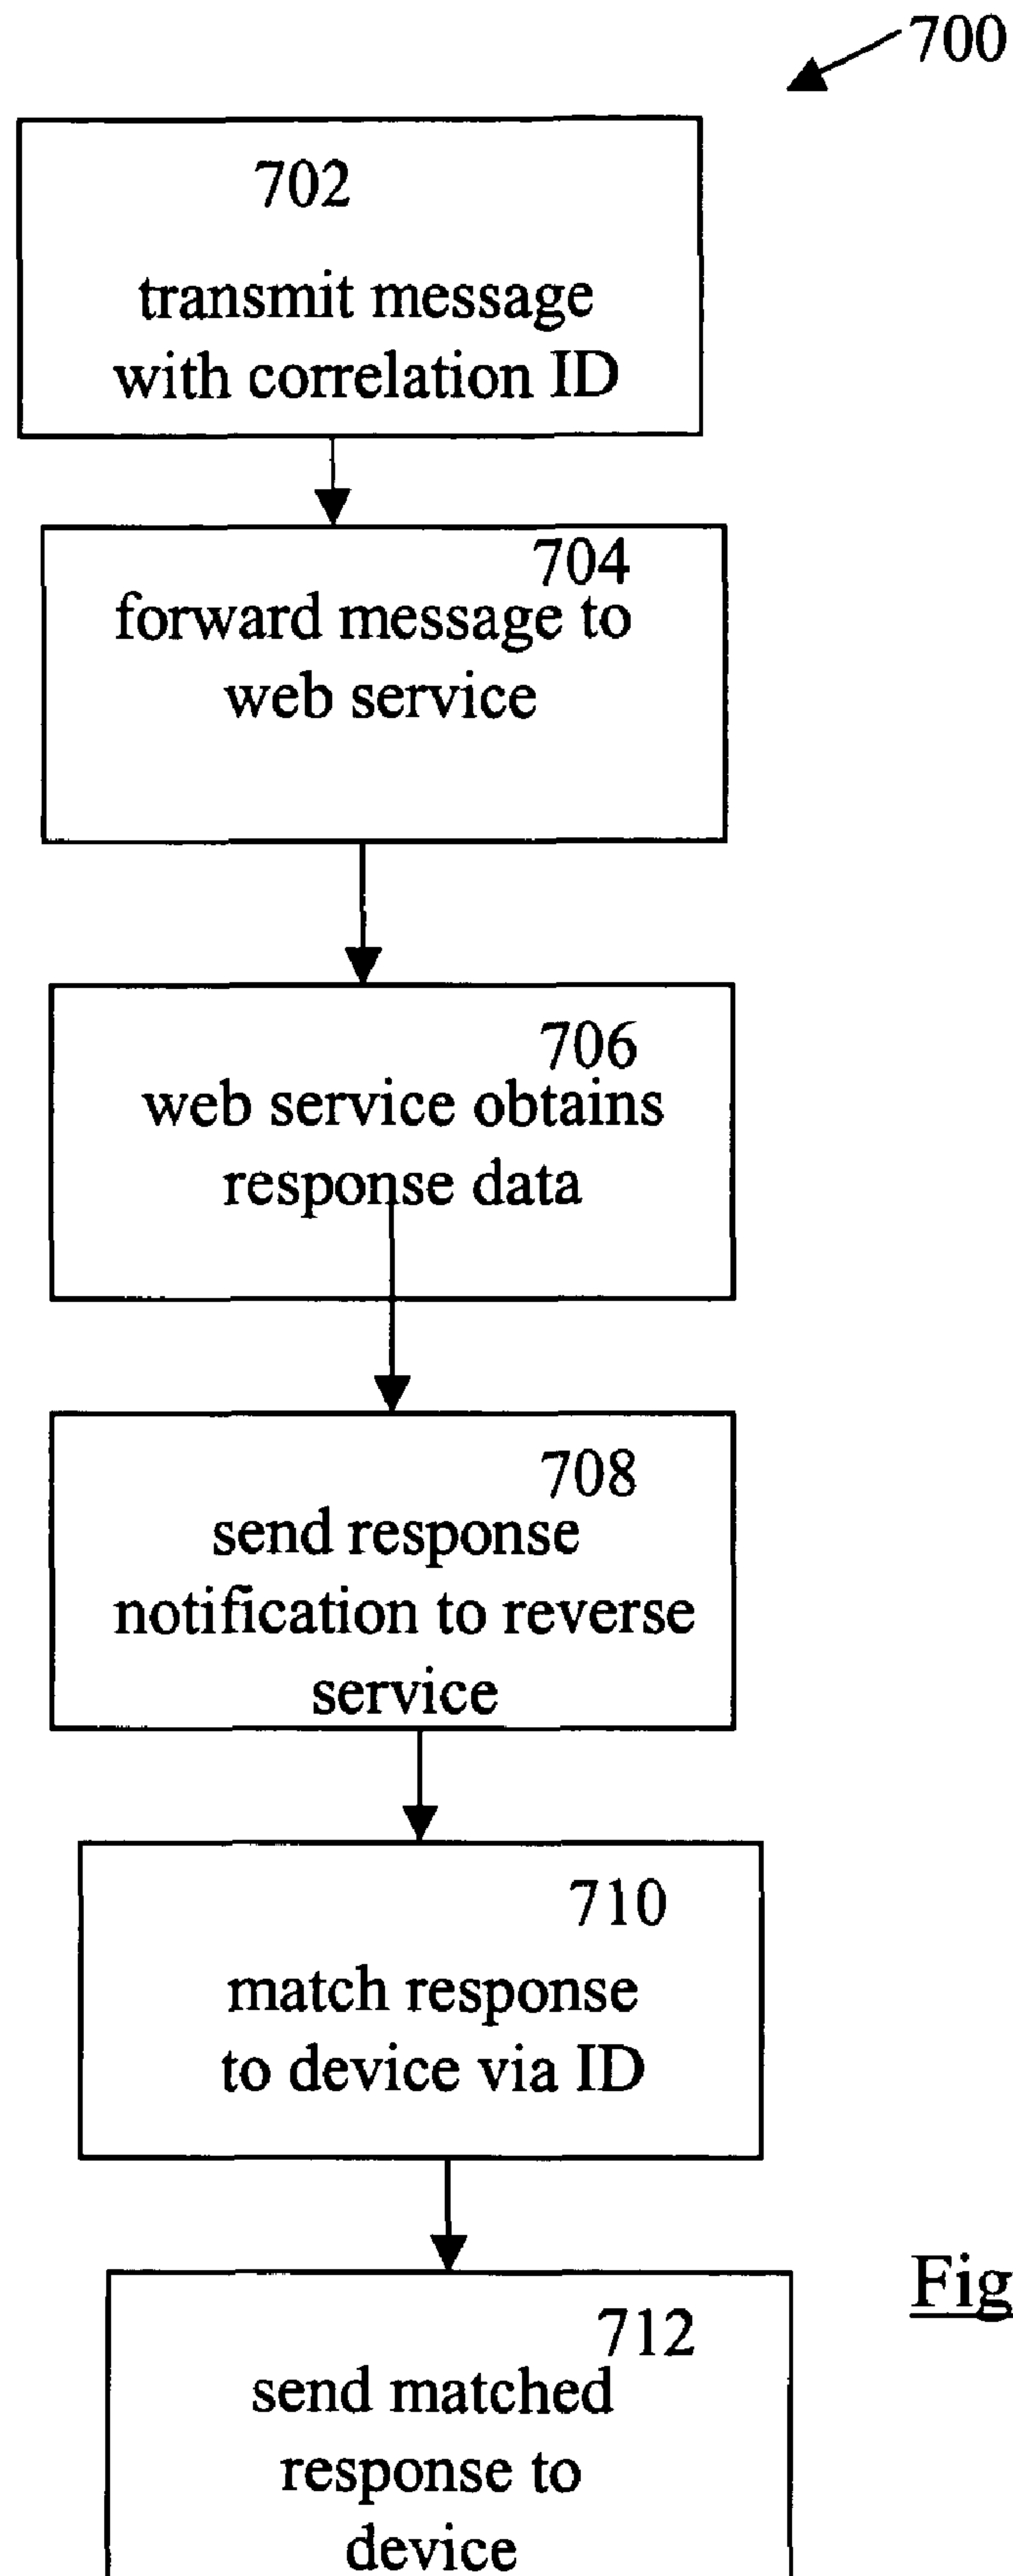 700
702
transmit message
with correlation ID
704
forward message to
web service
706
web service obtains
response data
708
send response
notification to reverse
service
710
match response
to device via ID
Fig
712
send matched
response to
device